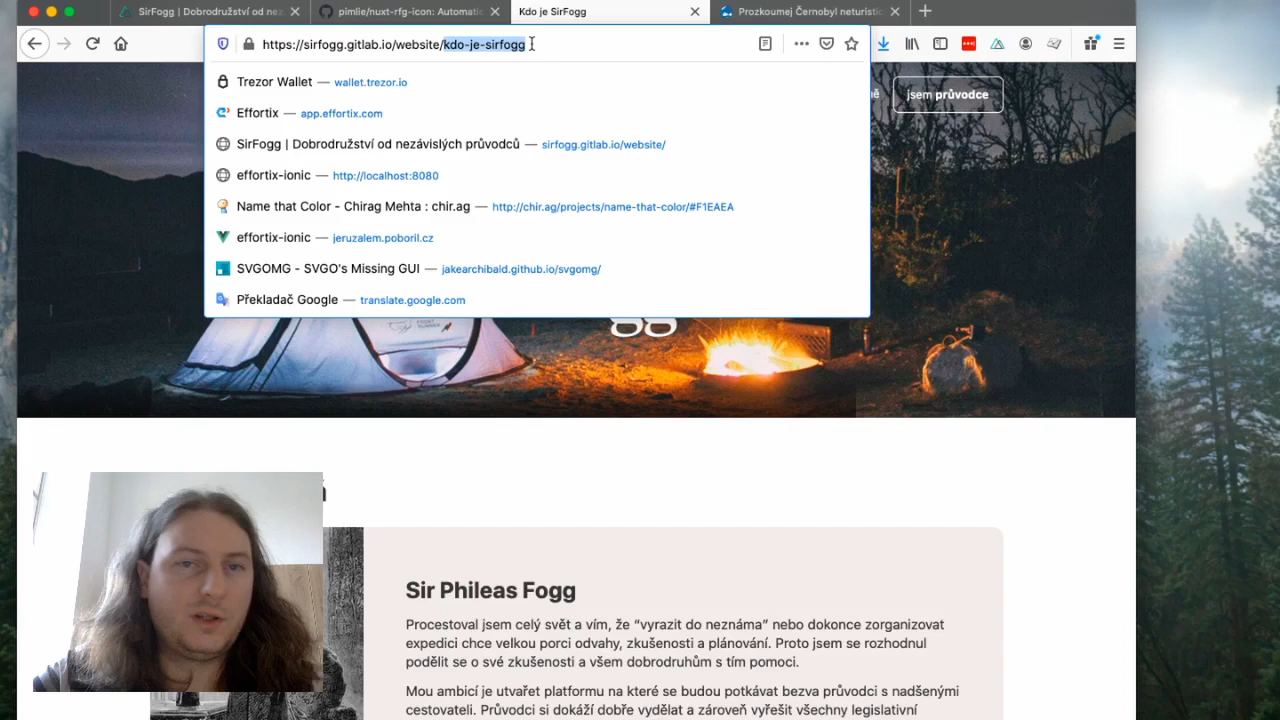 SirFogg | Dobrodružství od nez
pimlie/nuxt-rfg-icon: Automatic
Kdo je SirFogg
Prozkoumej Černobyl neturistic
https://sirfogg.gitlab.io/website/kdo-je-sirfogg
Trezor Wallet — wallet.trezor.io
Effortix — app.effortix.com
SirFogg | Dobrodružství od nezávislých průvodců — sirfogg.gitlab.io/website/
effortix-ionic — http://localhost:8080
Name that Color - Chirag Mehta : chir.ag — http://chir.ag/projects/name-that-color/#F1EAEA
effortix-ionic — jeruzalem.poboril.cz
SVGOMG - SVGO's Missing GUI — jakearchibald.github.io/svgomg/
Překladač Google — translate.google.com
ně
jsem průvodce
gg
á
Sir Phileas Fogg
Procestoval jsem celý svět a vím, že “vyrazit do neznáma” nebo dokonce zorganizovat
expedici chce velkou porci odvahy, zkušenosti a plánování. Proto jsem se rozhodnul
podělit se o své zkušenosti a všem dobrodruhům s tím pomoci.
Mou ambicí je utvařet platformu na které se budou potkávat bezva průvodci s nadšenými
cestovateli. Průvodci si dokáží dobře vydělat a zároveň vyřešit všechny legislativní